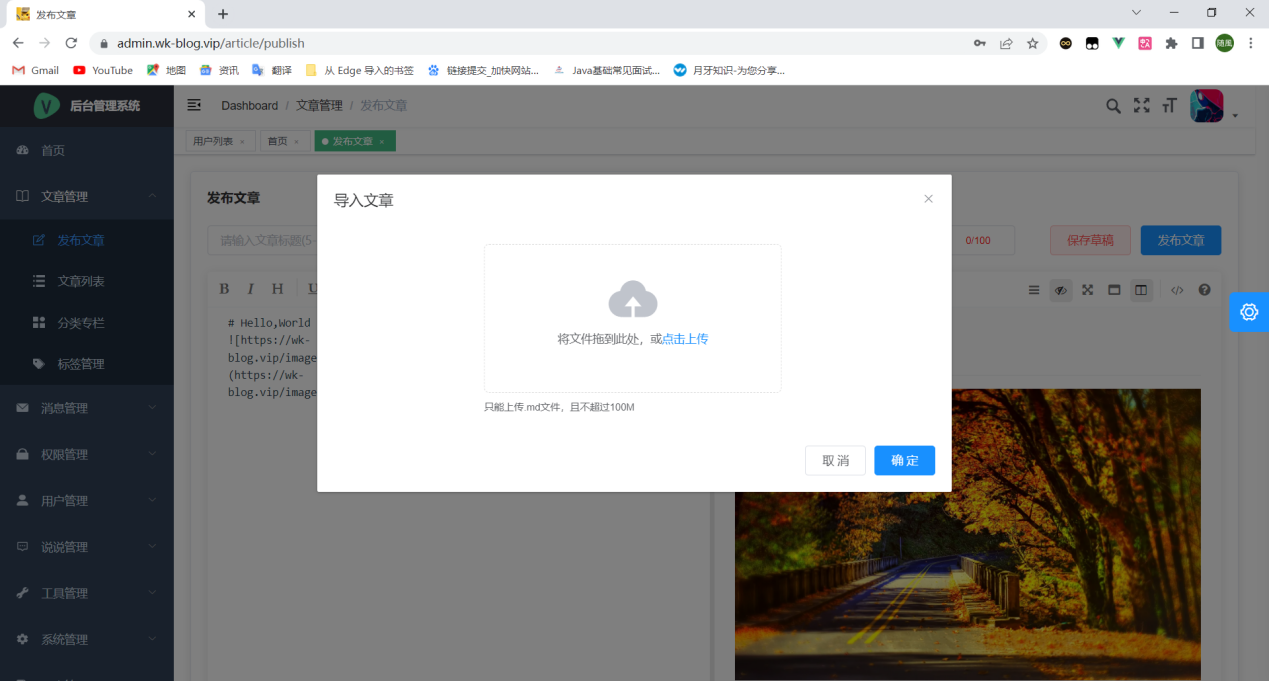 发布文章
admin.wk-blog.vip/article/publish
随風
Gmail
YouTube
地图
资讯
翻译
从 Edge 导入的书签
链接提交_加快网站...
Java基础常见面试...
月牙知识-为您分享...
后台管理系统
Dashboard / 文章管理 / 发布文章
用户列表 ×
首页 ×
发布文章 ×
首页
文章管理
发布文章
文章列表
分类专栏
标签管理
消息管理
权限管理
用户管理
说说管理
工具管理
系统管理
发布文章
请输入文章标题(5-
0/100
保存草稿
发布文章
B I H U
# Hello,World
![https://wk-
blog.vip/image
(https://wk-
blog.vip/image
导入文章
将文件拖到此处，或点击上传
只能上传.md文件，且不超过100M
取 消
确 定